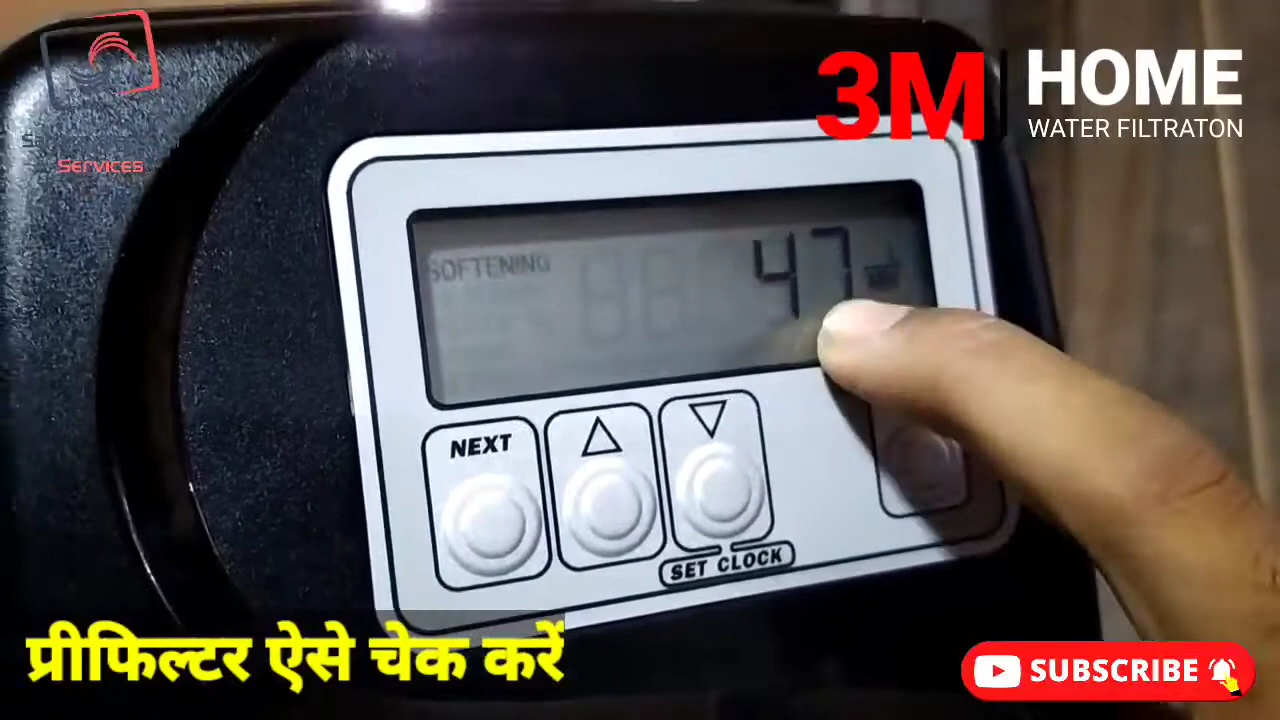 Services
3M
HOME
WATER FILTRATON
SOFTENING
47
NEXT
SET CLOCK
प्रीफिल्टर ऐसे चेक करें
SUBSCRIBE